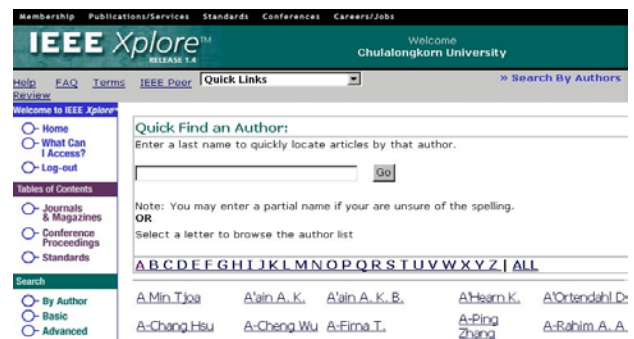 Membership Publications/Services Standards Conferences Careers/Jobs
IEEE Xplore™
RELEASE 1.4
Welcome
Chulalongkorn University
Help FAQ Terms IEEE Peer Review
Quick Links
» Search By Authors
Welcome to IEEE Xplore
Home
What Can I Access?
Log-out
Tables of Contents
Journals & Magazines
Conference Proceedings
Standards
Search
By Author
Basic
Advanced
Quick Find an Author:
Enter a last name to quickly locate articles by that author.
Go
Note: You may enter a partial name if your are unsure of the spelling.
OR
Select a letter to browse the author list
A B C D E F G H I J K L M N O P Q R S T U V W X Y Z | ALL
A Min Tjoa A'ain A. K. A'ain A. K. B. A'Hearn K. A'Ortendahl D
A-Chang Hsu A-Cheng Wu A-Firna T. A-Ping Zhang A-Rahim A. A.